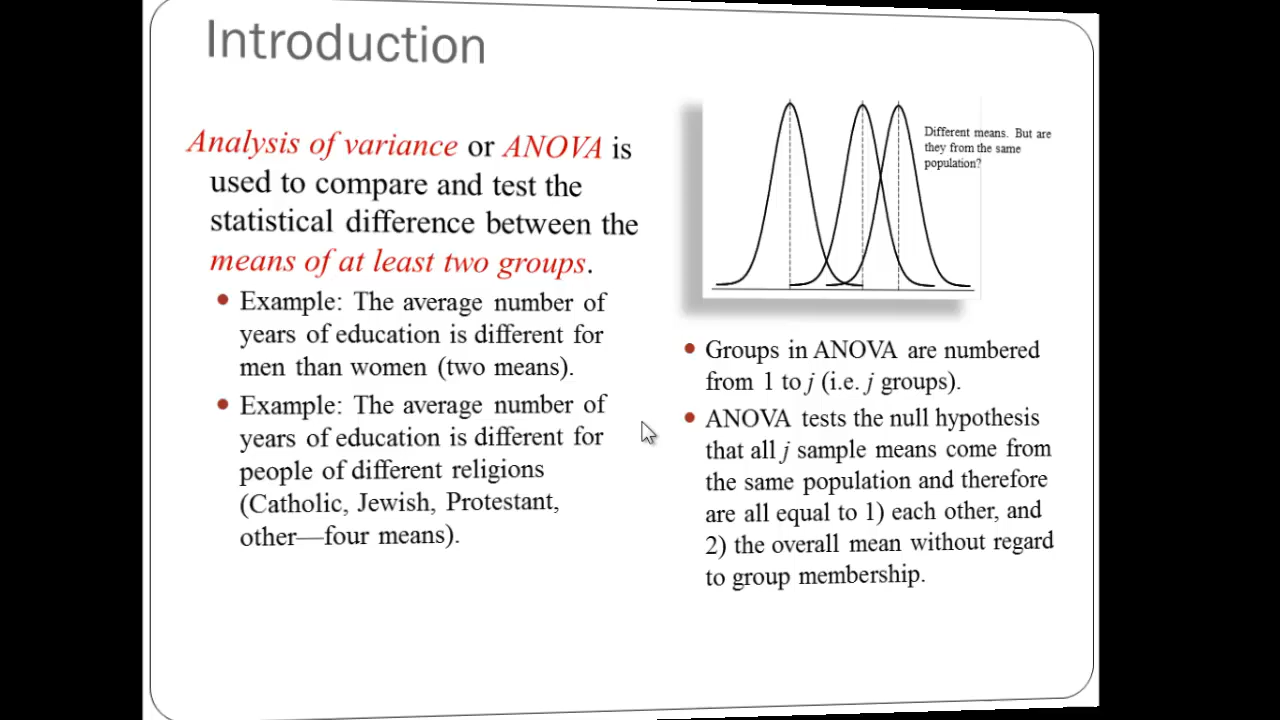 Introduction
Analysis of variance or ANOVA is
used to compare and test the
statistical difference between the
means of at least two groups.
• Example: The average number of
years of education is different for
men than women (two means).
• Example: The average number of
years of education is different for
people of different religions
(Catholic, Jewish, Protestant,
other—four means).
Different means. But are
they from the same
population?
• Groups in ANOVA are numbered
from 1 to j (i.e. j groups).
• ANOVA tests the null hypothesis
that all j sample means come from
the same population and therefore
are all equal to 1) each other, and
2) the overall mean without regard
to group membership.